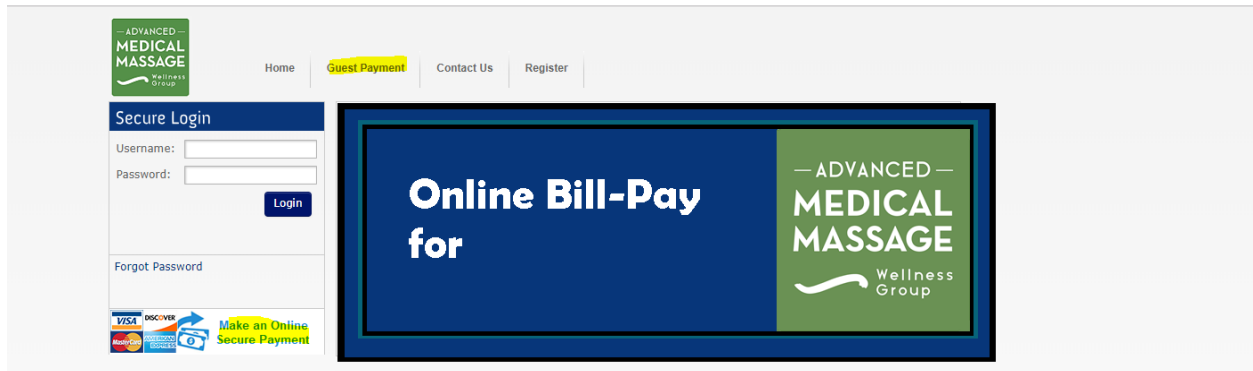 — ADVANCED —
MEDICAL
MASSAGE
Wellness
Group
Home
Guest Payment
Contact Us
Register
Secure Login
Username:
Password:
Login
Forgot Password
VISA
DISCOVER
MasterCard
AMERICAN
EXPRESS
Make an Online
Secure Payment
Online Bill-Pay
for
— ADVANCED —
MEDICAL
MASSAGE
Wellness
Group